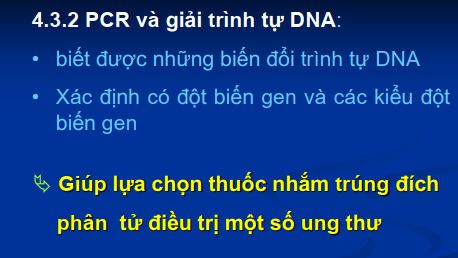 4.3.2 PCR và giải trình tự DNA:
• biết được những biến đổi trình tự DNA
• Xác định có đột biến gen và các kiểu đột
biến gen
Giúp lựa chọn thuốc nhắm trúng đích
phân tử điều trị một số ung thư